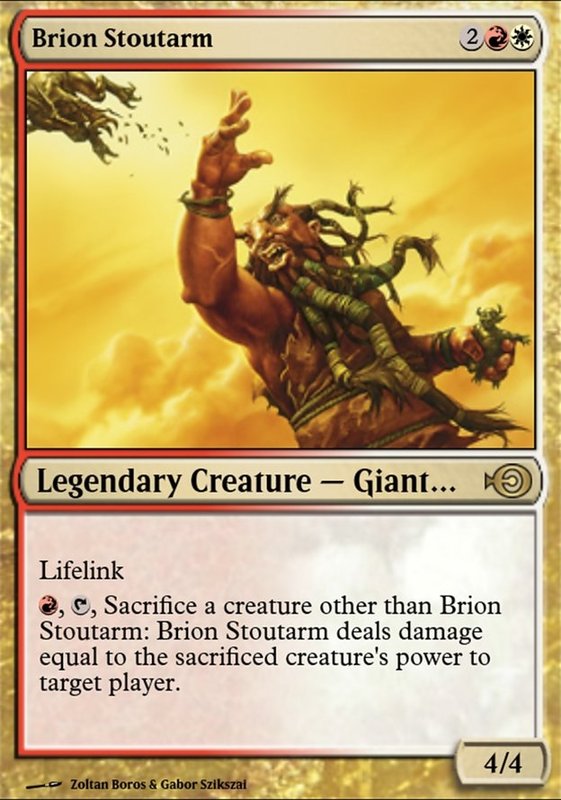 Brion Stoutarm 2
Legendary Creature — Giant...
Lifelink
, , Sacrifice a creature other than Brion
Stoutarm: Brion Stoutarm deals damage
equal to the sacrificed creature's power to
target player.
4/4
Zoltan Boros & Gabor Szikszai